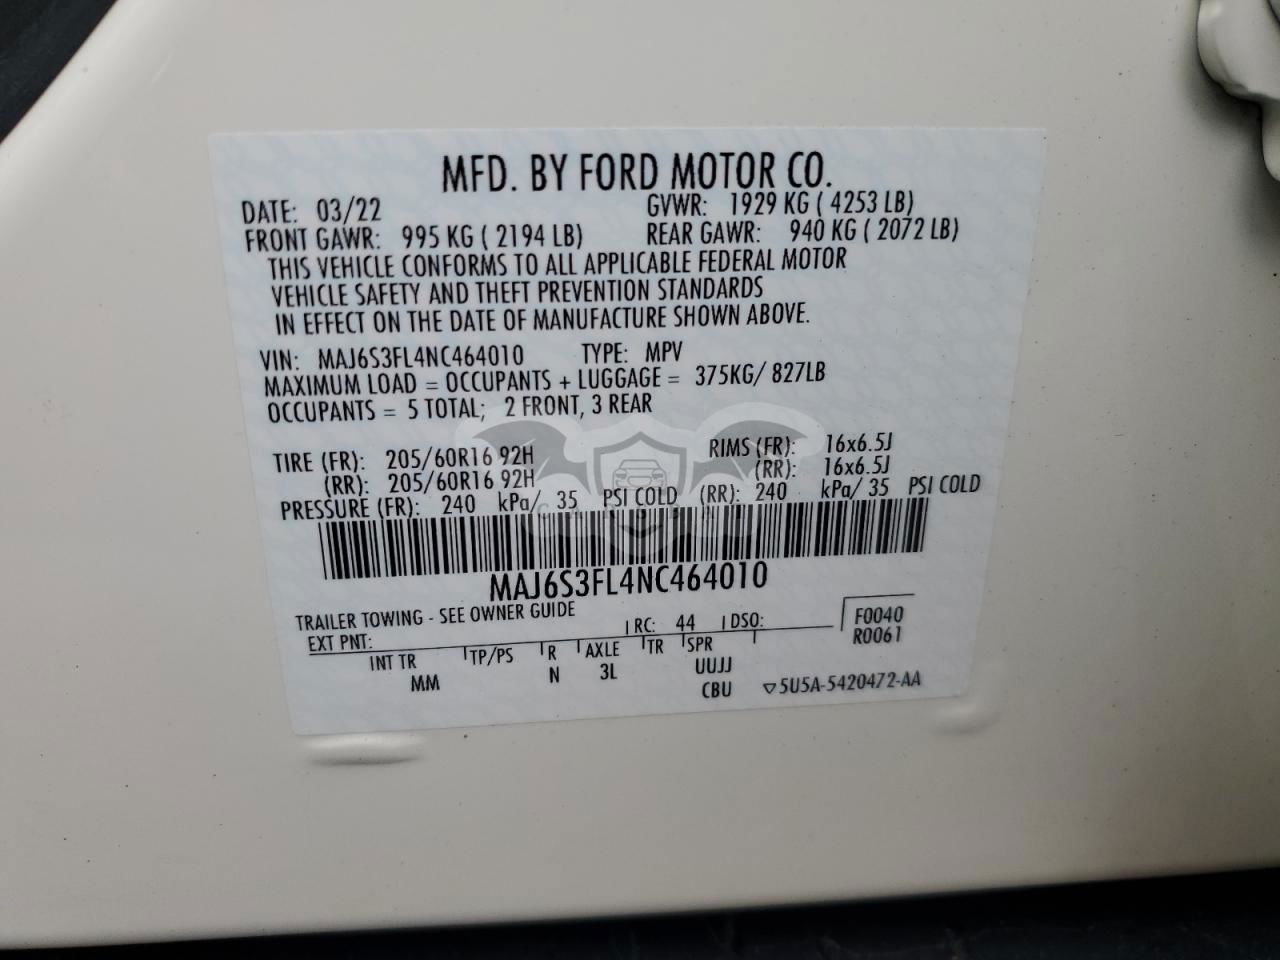 MFD. BY FORD MOTOR CO.
DATE: 03/22 GVWR: 1929 KG ( 4253 LB)
FRONT GAWR: 995 KG ( 2194 LB) REAR GAWR: 940 KG ( 2072 LB)
THIS VEHICLE CONFORMS TO ALL APPLICABLE FEDERAL MOTOR
VEHICLE SAFETY AND THEFT PREVENTION STANDARDS
IN EFFECT ON THE DATE OF MANUFACTURE SHOWN ABOVE.
VIN: MAJ6S3FL4NC464010 TYPE: MPV
MAXIMUM LOAD = OCCUPANTS + LUGGAGE = 375KG/ 827LB
OCCUPANTS = 5 TOTAL; 2 FRONT, 3 REAR
TIRE (FR): 205/60R16 92H RIMS (FR): 16x6.5J
(RR): 205/60R16 92H (RR): 16x6.5J
PRESSURE (FR): 240 kPa/ 35 PSI COLD (RR): 240 kPa/ 35 PSI COLD
MAJ6S3FL4NC464010
TRAILER TOWING - SEE OWNER GUIDE
EXT PNT: RC: 44 DSO: F0040
R0061
INT TR TP/PS R AXLE TR SPR
MM N 3L UUJJ
CBU ▽5U5A-5420472-AA